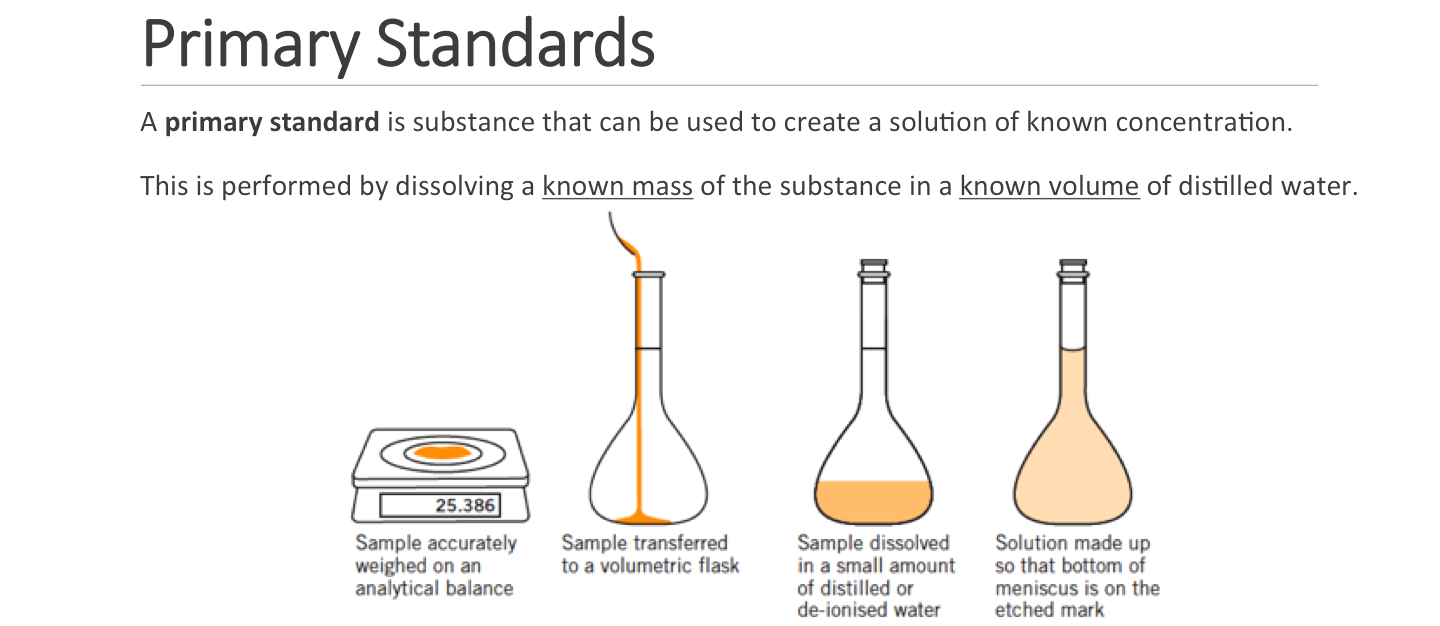 Primary Standards
A primary standard is substance that can be used to create a solution of known concentration.
This is performed by dissolving a known mass of the substance in a known volume of distilled water.
25.386
Sample accurately
weighed on an
analytical balance
Sample transferred
to a volumetric flask
Sample dissolved
in a small amount
of distilled or
de-ionised water
Solution made up
so that bottom of
meniscus is on the
etched mark